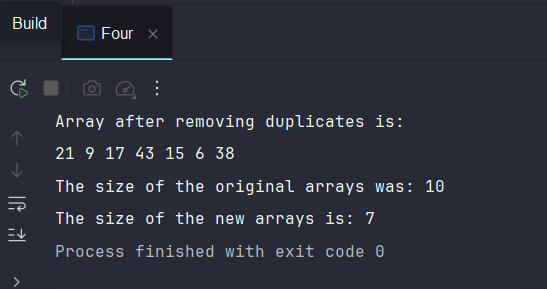 Build
Four
Array after removing duplicates is:
21 9 17 43 15 6 38
The size of the original arrays was: 10
The size of the new arrays is: 7
Process finished with exit code 0